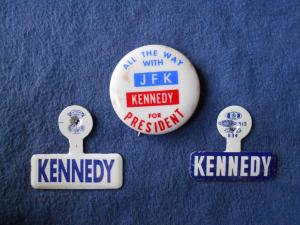 ALL THE WAY
WITH
JFK
KENNEDY
FOR
PRESIDENT
KENNEDY
KENNEDY